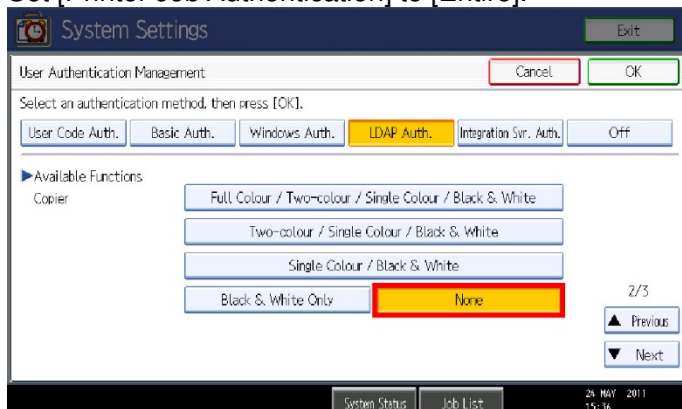 Set [Printer Job Authentication] to [Entire].
System Settings
Exit
User Authentication Management
Cancel
OK
Select an authentication method, then press [OK].
User Code Auth.
Basic Auth.
Windows Auth.
LDAP Auth.
Integration Svr. Auth.
Off
▶Available Functions
Copier
Full Colour / Two-colour / Single Colour / Black & White
Two-colour / Single Colour / Black & White
Single Colour / Black & White
Black & White Only
None
2/3
▲ Previous
▼ Next
System Status
Job List
24 MAY 2011
15:36